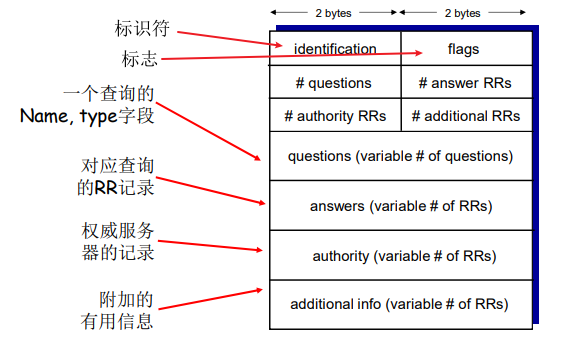 2 bytes 2 bytes
标识符
identification flags
标志
# questions # answer RRs
一个查询的
Name, type字段
# authority RRs # additional RRs
questions (variable # of questions)
对应查询
的RR记录
answers (variable # of RRs)
权威服务
器的记录
authority (variable # of RRs)
附加的
有用信息
additional info (variable # of RRs)